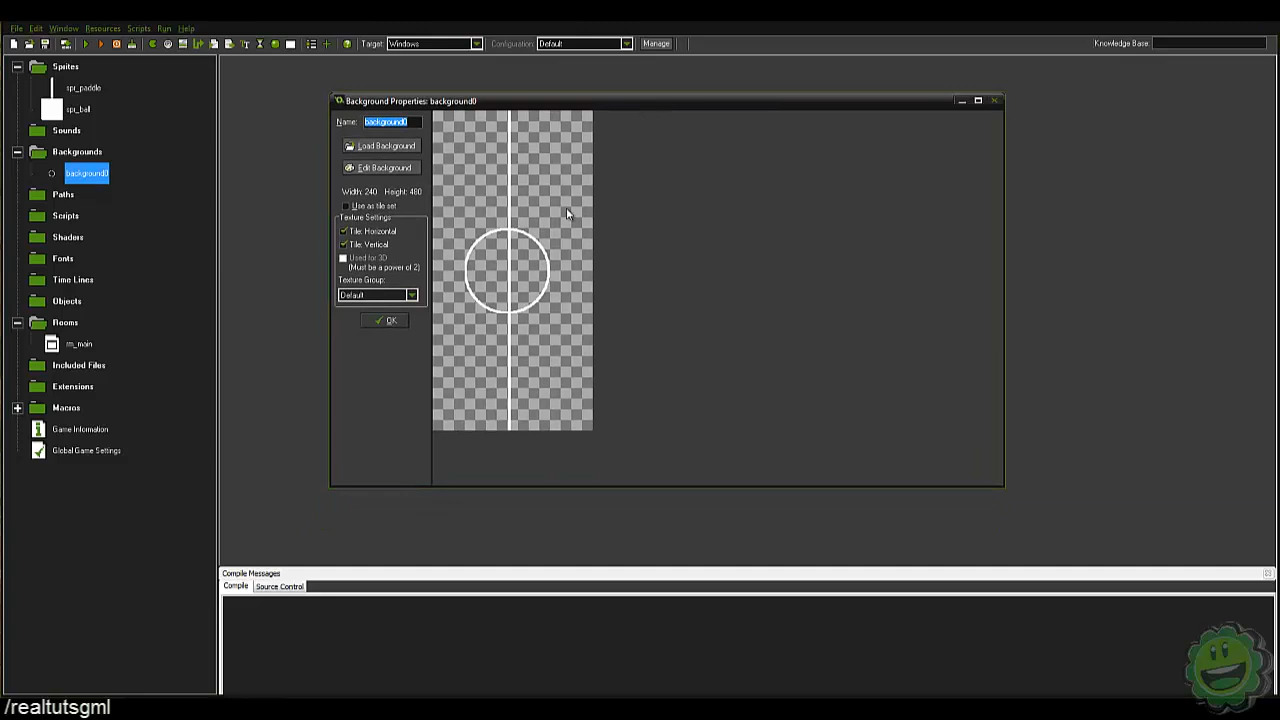 File Edit Window Resources Scripts Run Help
Target: Windows Configuration: Default Manage Knowledge Base:
Sprites
spr_paddle
spr_ball
Sounds
Backgrounds
background0
Paths
Scripts
Shaders
Fonts
Time Lines
Objects
Rooms
rm_main
Included Files
Extensions
Macros
Game Information
Global Game Settings
Background Properties: background0
Name: background0
Load Background
Edit Background
Width: 240 Height: 480
Use as tile set
Texture Settings
Tile: Horizontal
Tile: Vertical
Used for 3D
(Must be a power of 2)
Texture Group:
Default
OK
Compile Messages
Compile Source Control
/realtutsgml